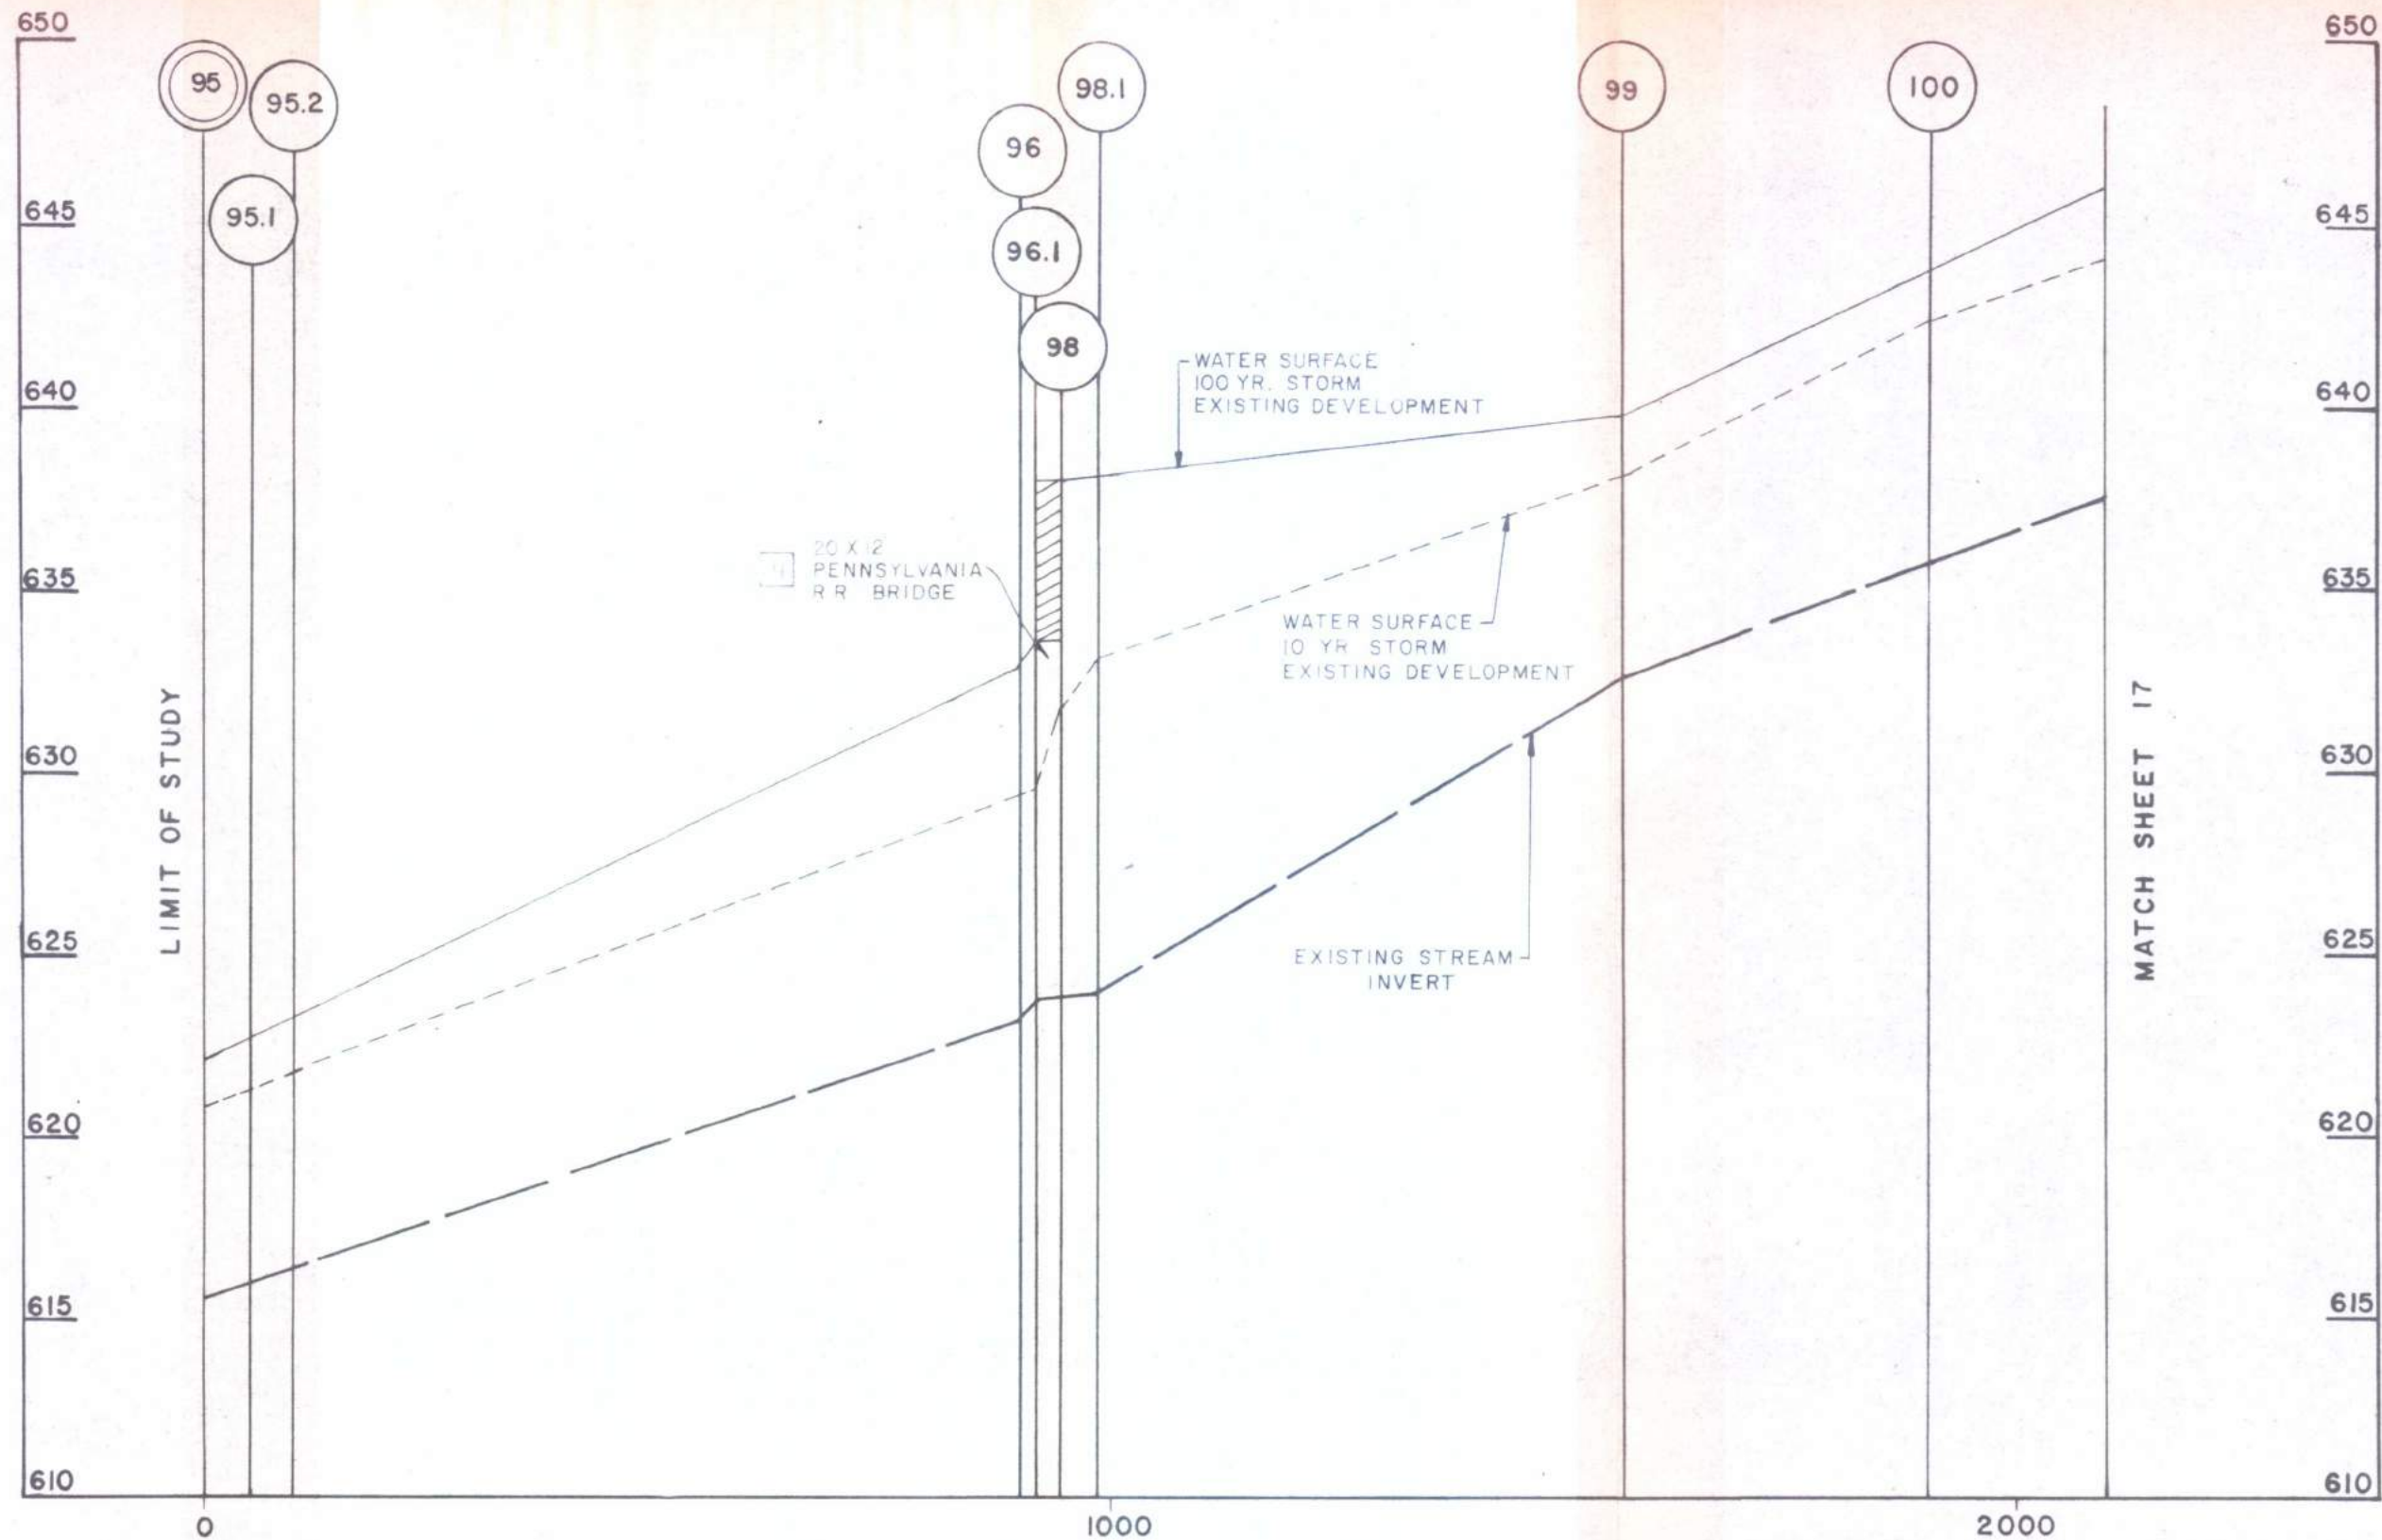 650
645
640
635
630
625
620
615
610
95
95.1
95.2
96
96.1
98
98.1
99
100
LIMIT OF STUDY
20 X 12
PENNSYLVANIA
R R BRIDGE
WATER SURFACE
100 YR. STORM
EXISTING DEVELOPMENT
WATER SURFACE
10 YR STORM
EXISTING DEVELOPMENT
EXISTING STREAM
INVERT
MATCH SHEET 17
650
645
640
635
630
625
620
615
610
0
1000
2000